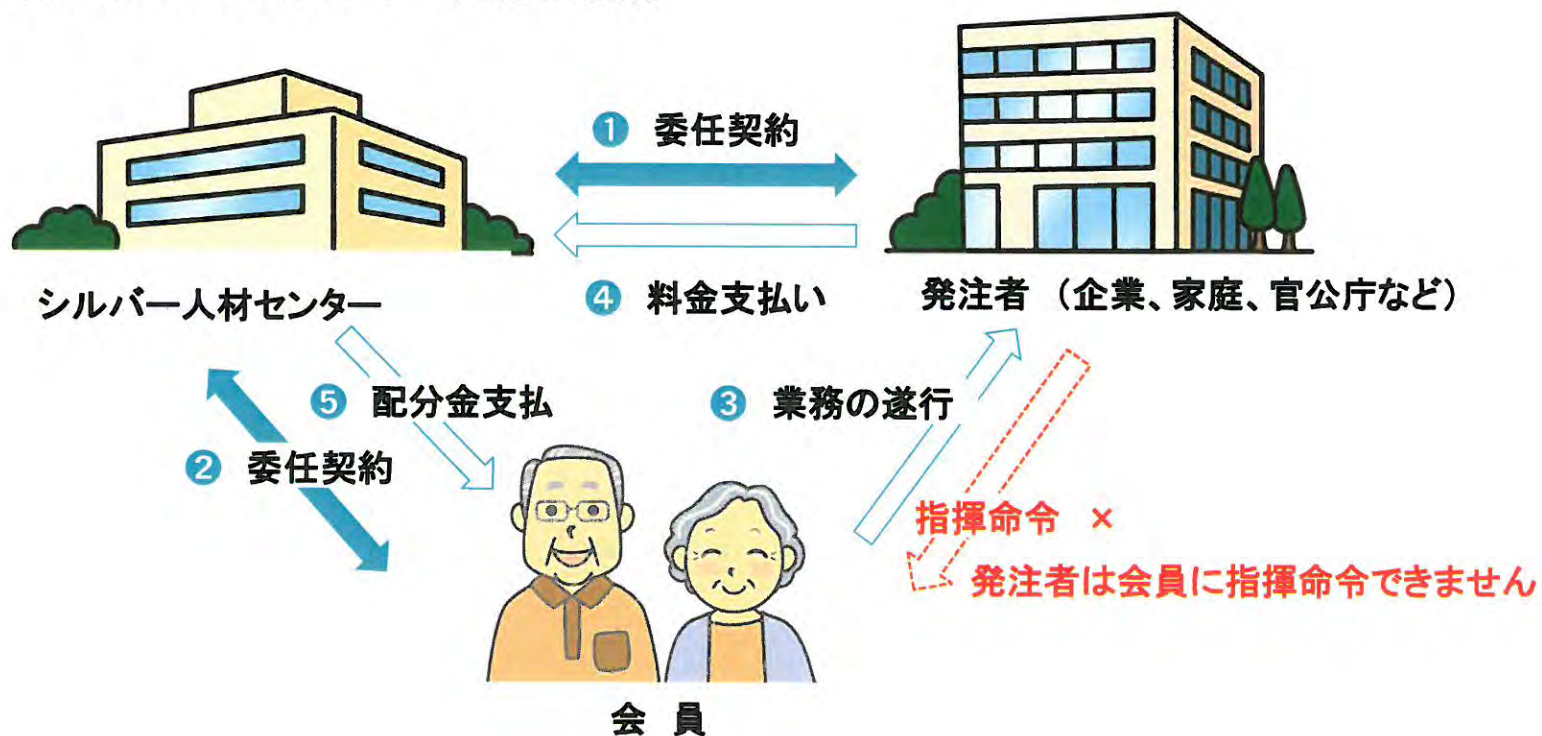 ❶ 委任契約
❹ 料金支払い
シルバー人材センター
発注者 （企業、家庭、官公庁など）
❺ 配分金支払
❸ 業務の遂行
❷ 委任契約
指揮命令 ×
発注者は会員に指揮命令できません
会 員